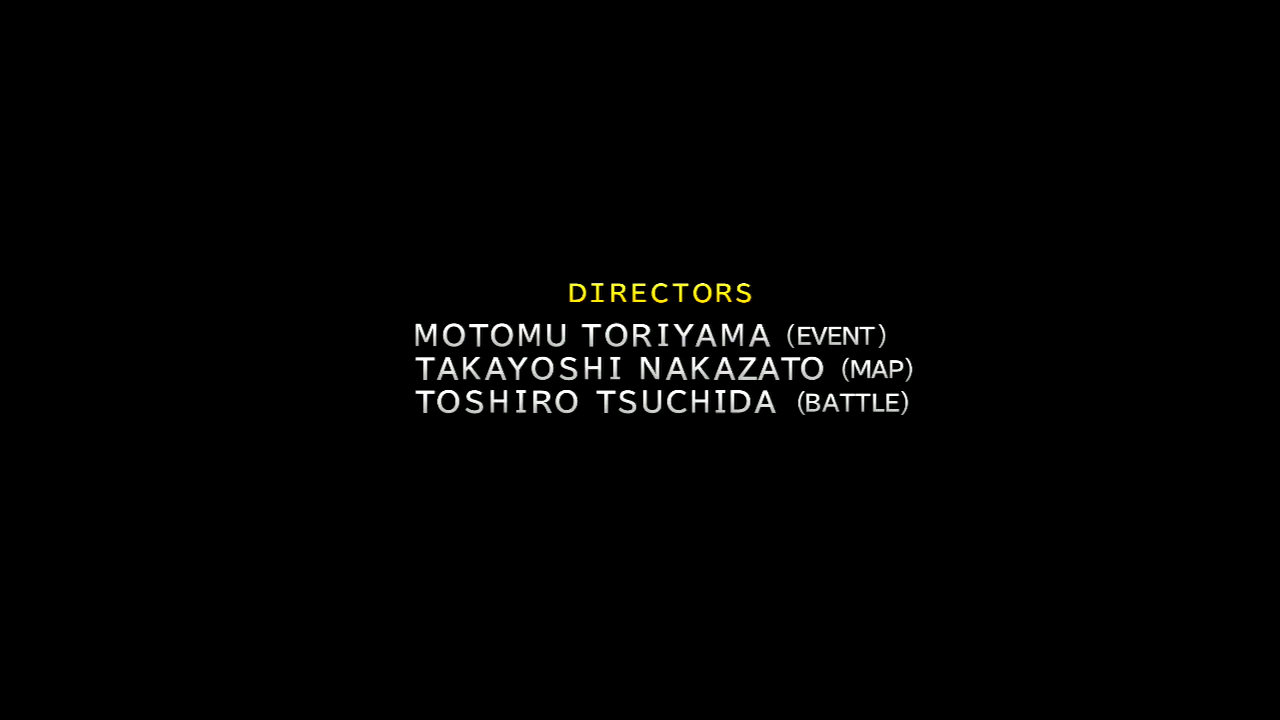 DIRECTORS
MOTOMU TORIYAMA (EVENT)
TAKAYOSHI NAKAZATO (MAP)
TOSHIRO TSUCHIDA (BATTLE)